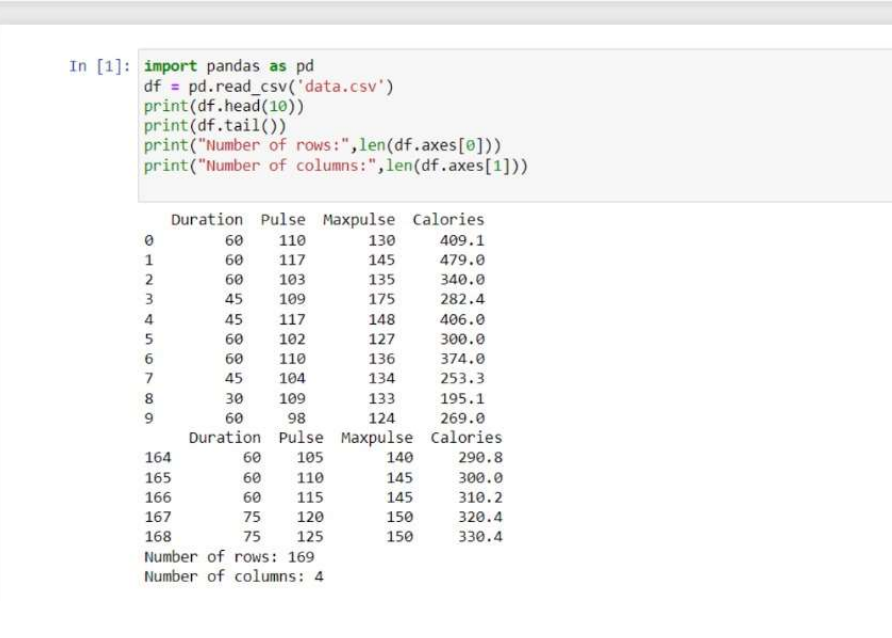 In [1]: import pandas as pd
df = pd.read_csv('data.csv')
print(df.head(10))
print(df.tail())
print("Number of rows:",len(df.axes[0]))
print("Number of columns:",len(df.axes[1]))
Duration Pulse Maxpulse Calories
0 60 110 130 409.1
1 60 117 145 479.0
2 60 103 135 340.0
3 45 109 175 282.4
4 45 117 148 406.0
5 60 102 127 300.0
6 60 110 136 374.0
7 45 104 134 253.3
8 30 109 133 195.1
9 60 98 124 269.0
Duration Pulse Maxpulse Calories
164 60 105 140 290.8
165 60 110 145 300.0
166 60 115 145 310.2
167 75 120 150 320.4
168 75 125 150 330.4
Number of rows: 169
Number of columns: 4